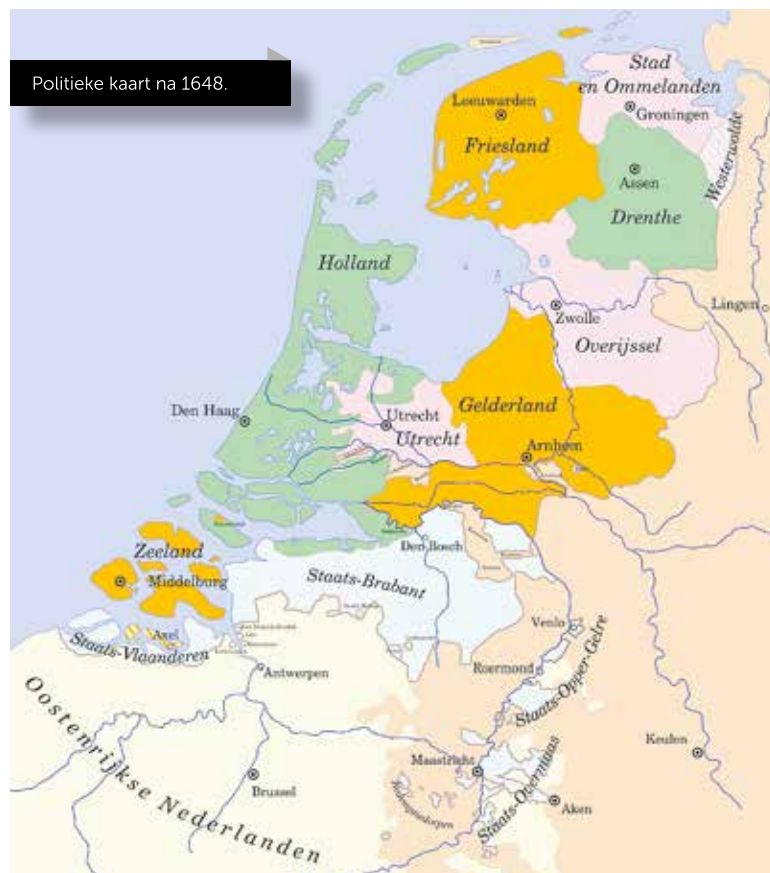 Politieke kaart na 1648.
Stad
en Ommelanden
Groningen
Leeuwarden
Friesland
Westerwolde
Assen
Drenthe
Holland
Lingen
Zwolle
Overijssel
Den Haag
Utrecht
Utrecht
Gelderland
Arnhem
Zeeland
Middelburg
Den Bosch
Staats-Brabant
Axel
Staats-Vlaanderen
Venlo
Antwerpen
Roermond
Staats-Opper-Gelre
Oostenrijkse Nederlanden
Keulen
Maastricht
Brussel
Staats-Overmaas
Aken